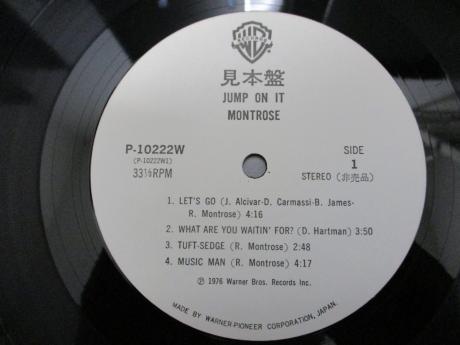 WB
RECORDS
見本盤
JUMP ON IT
MONTROSE
P-10222W
(P-10222W1)
33⅓RPM
SIDE
1
STEREO (非売品)
1. LET'S GO (J. Alcivar-D. Carmassi-B. James-
R. Montrose) 4:16
2. WHAT ARE YOU WAITIN' FOR? (D. Hartman) 3:50
3. TUFT-SEDGE (R. Montrose) 2:48
4. MUSIC MAN (R. Montrose) 4:17
Ⓟ 1976 Warner Bros. Records Inc.
MADE BY WARNER-PIONEER CORPORATION, JAPAN.